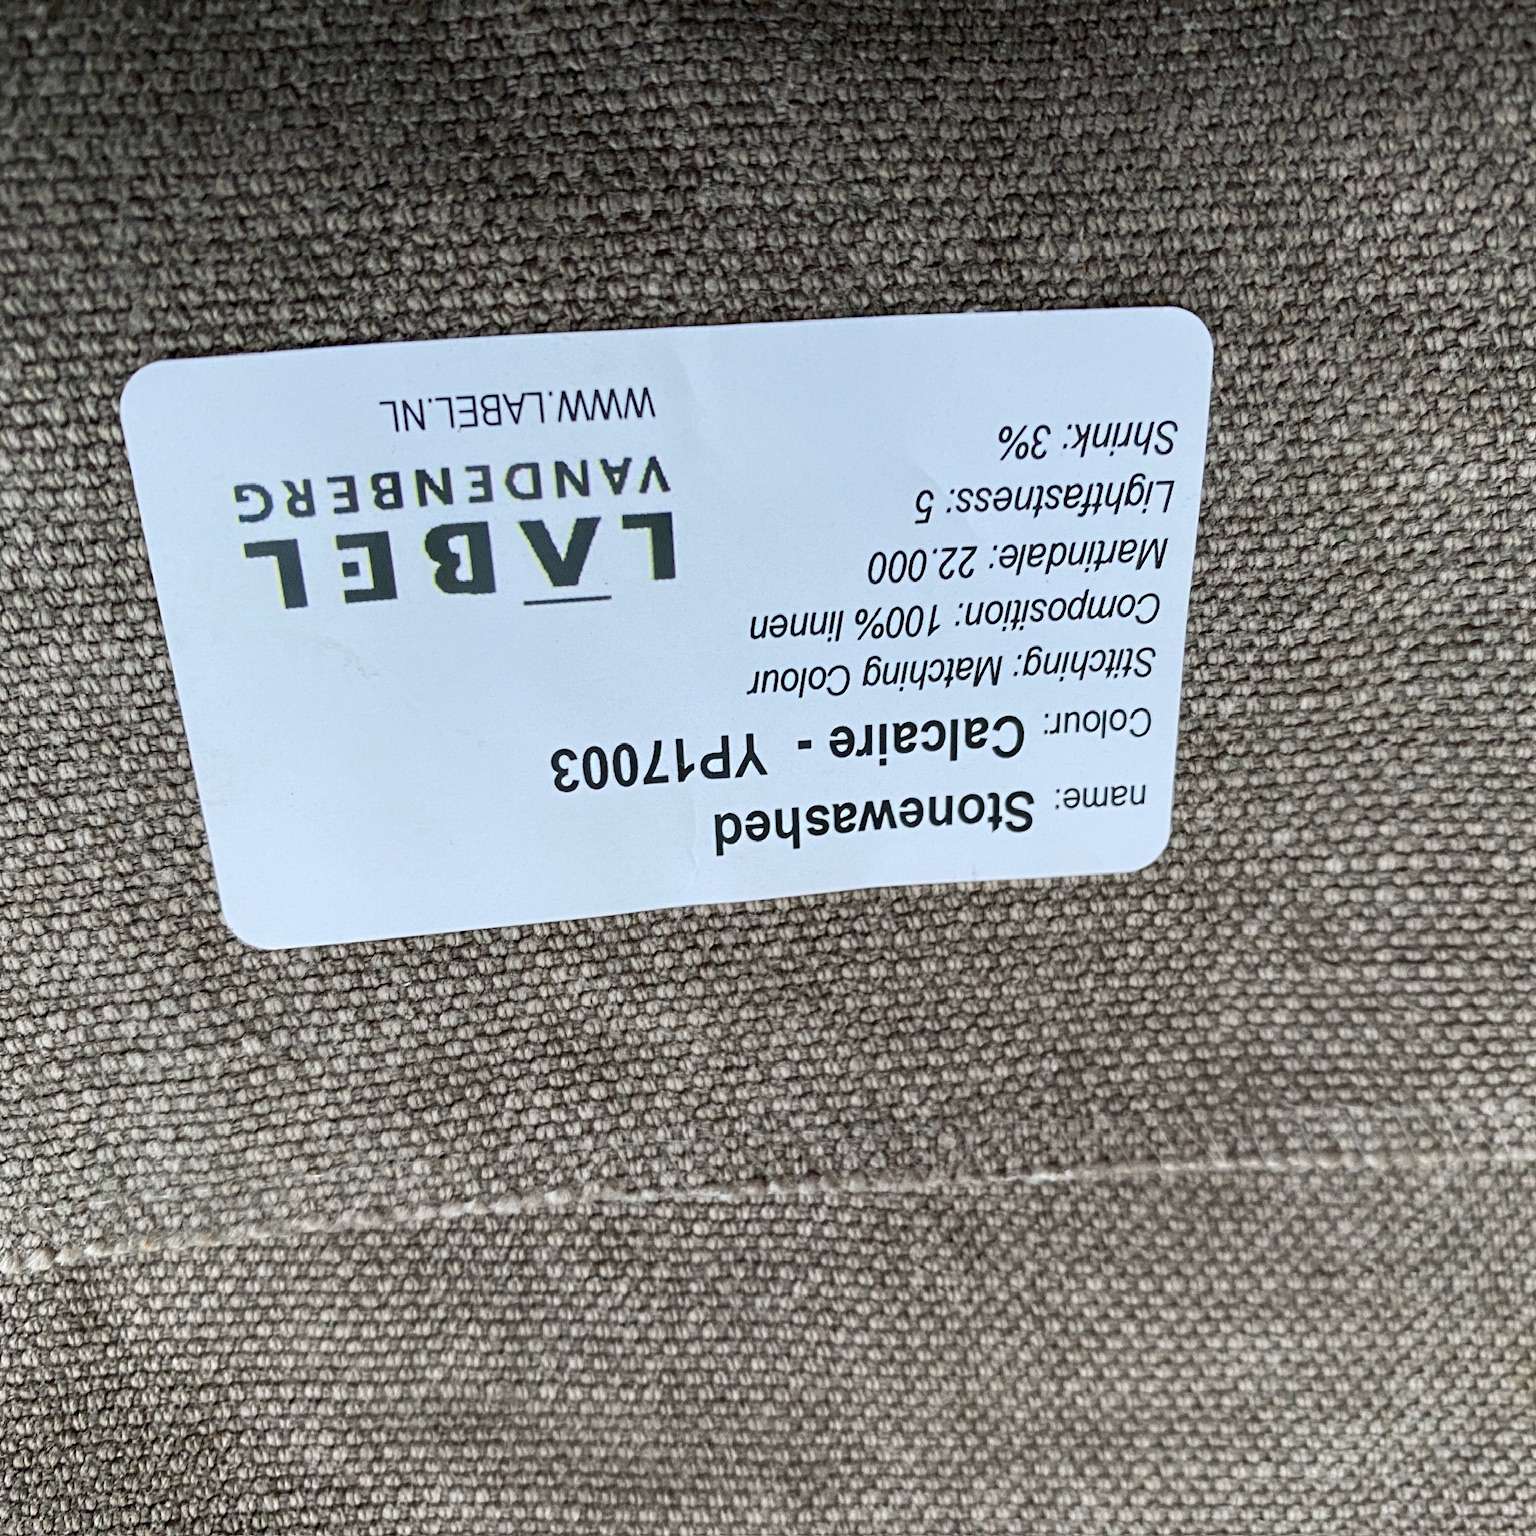 name: Stonewashed
Colour: Calcaire - YP17003
Stitching: Matching Colour
Composition: 100% linnen
Martindale: 22.000
Lightfastness: 5
Shrink: 3%
LABEL
VANDENBERG
WWW.LABEL.NL